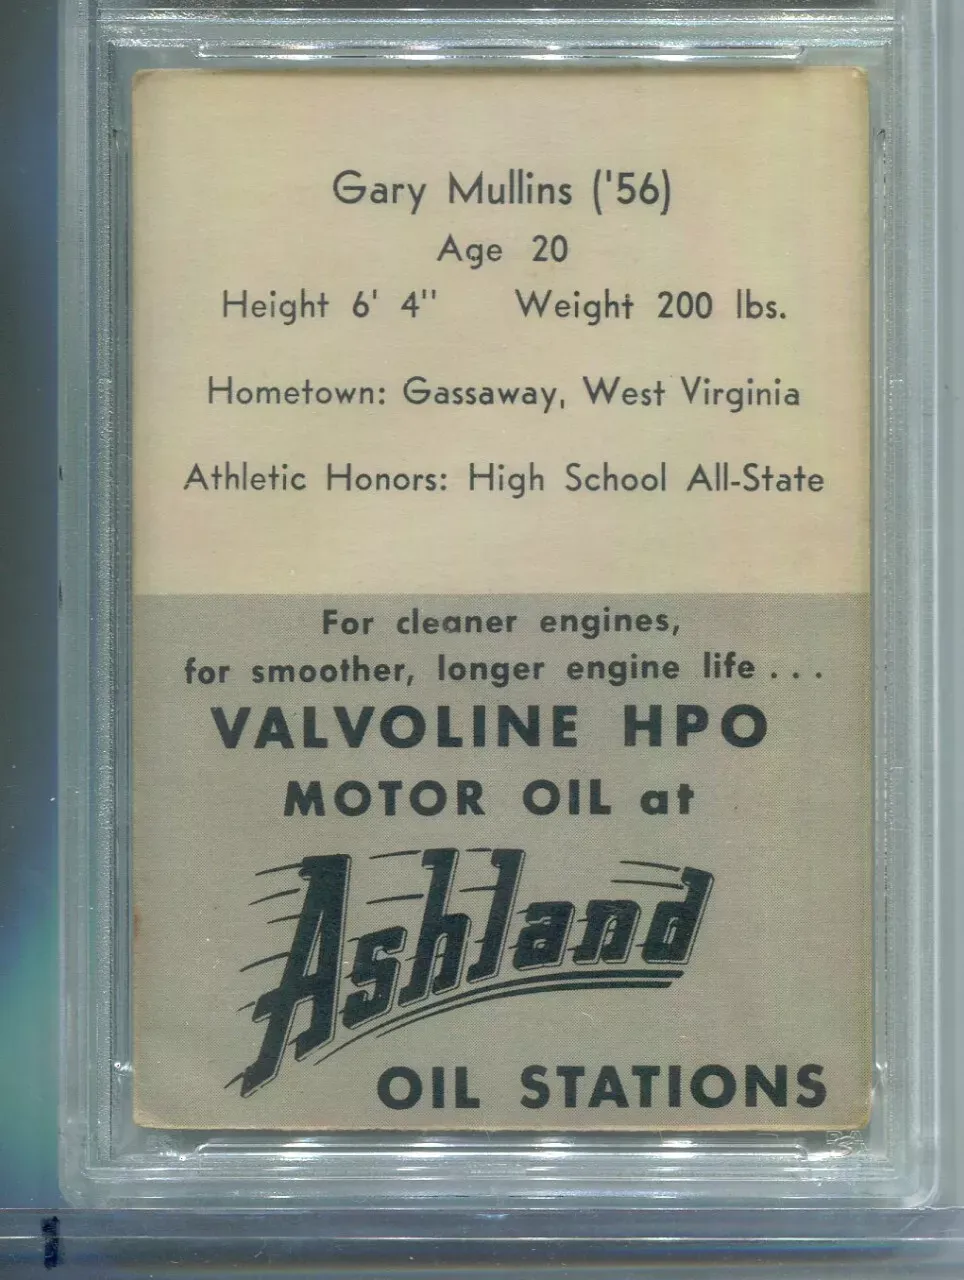 Gary Mullins ('56)
Age 20
Height 6' 4" Weight 200 lbs.
Hometown: Gassaway, West Virginia
Athletic Honors: High School All-State
For cleaner engines,
for smoother, longer engine life . . .
VALVOLINE HPO
MOTOR OIL at
Ashland
OIL STATIONS